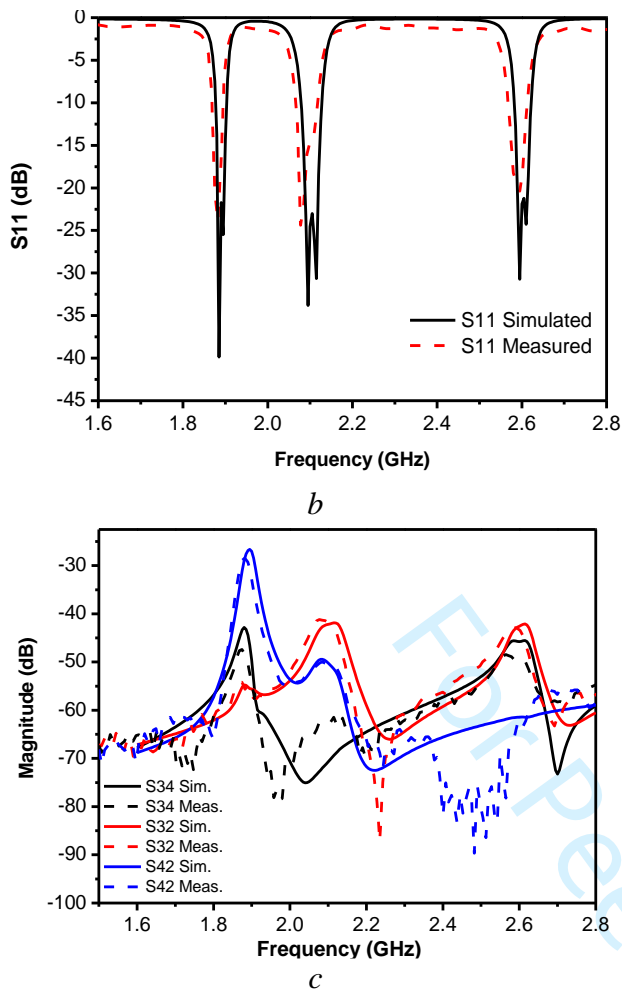 0
-5
-10
-15
-20
-25
-30
-35
-40
-45
S11 (dB)
S11 Simulated
S11 Measured
1.6 1.8 2.0 2.2 2.4 2.6 2.8
Frequency (GHz)
b
-30
-40
-50
-60
-70
-80
-90
-100
Magnitude (dB)
S34 Sim.
S34 Meas.
S32 Sim.
S32 Meas.
S42 Sim.
S42 Meas.
1.6 1.8 2.0 2.2 2.4 2.6 2.8
Frequency (GHz)
c
For Pee